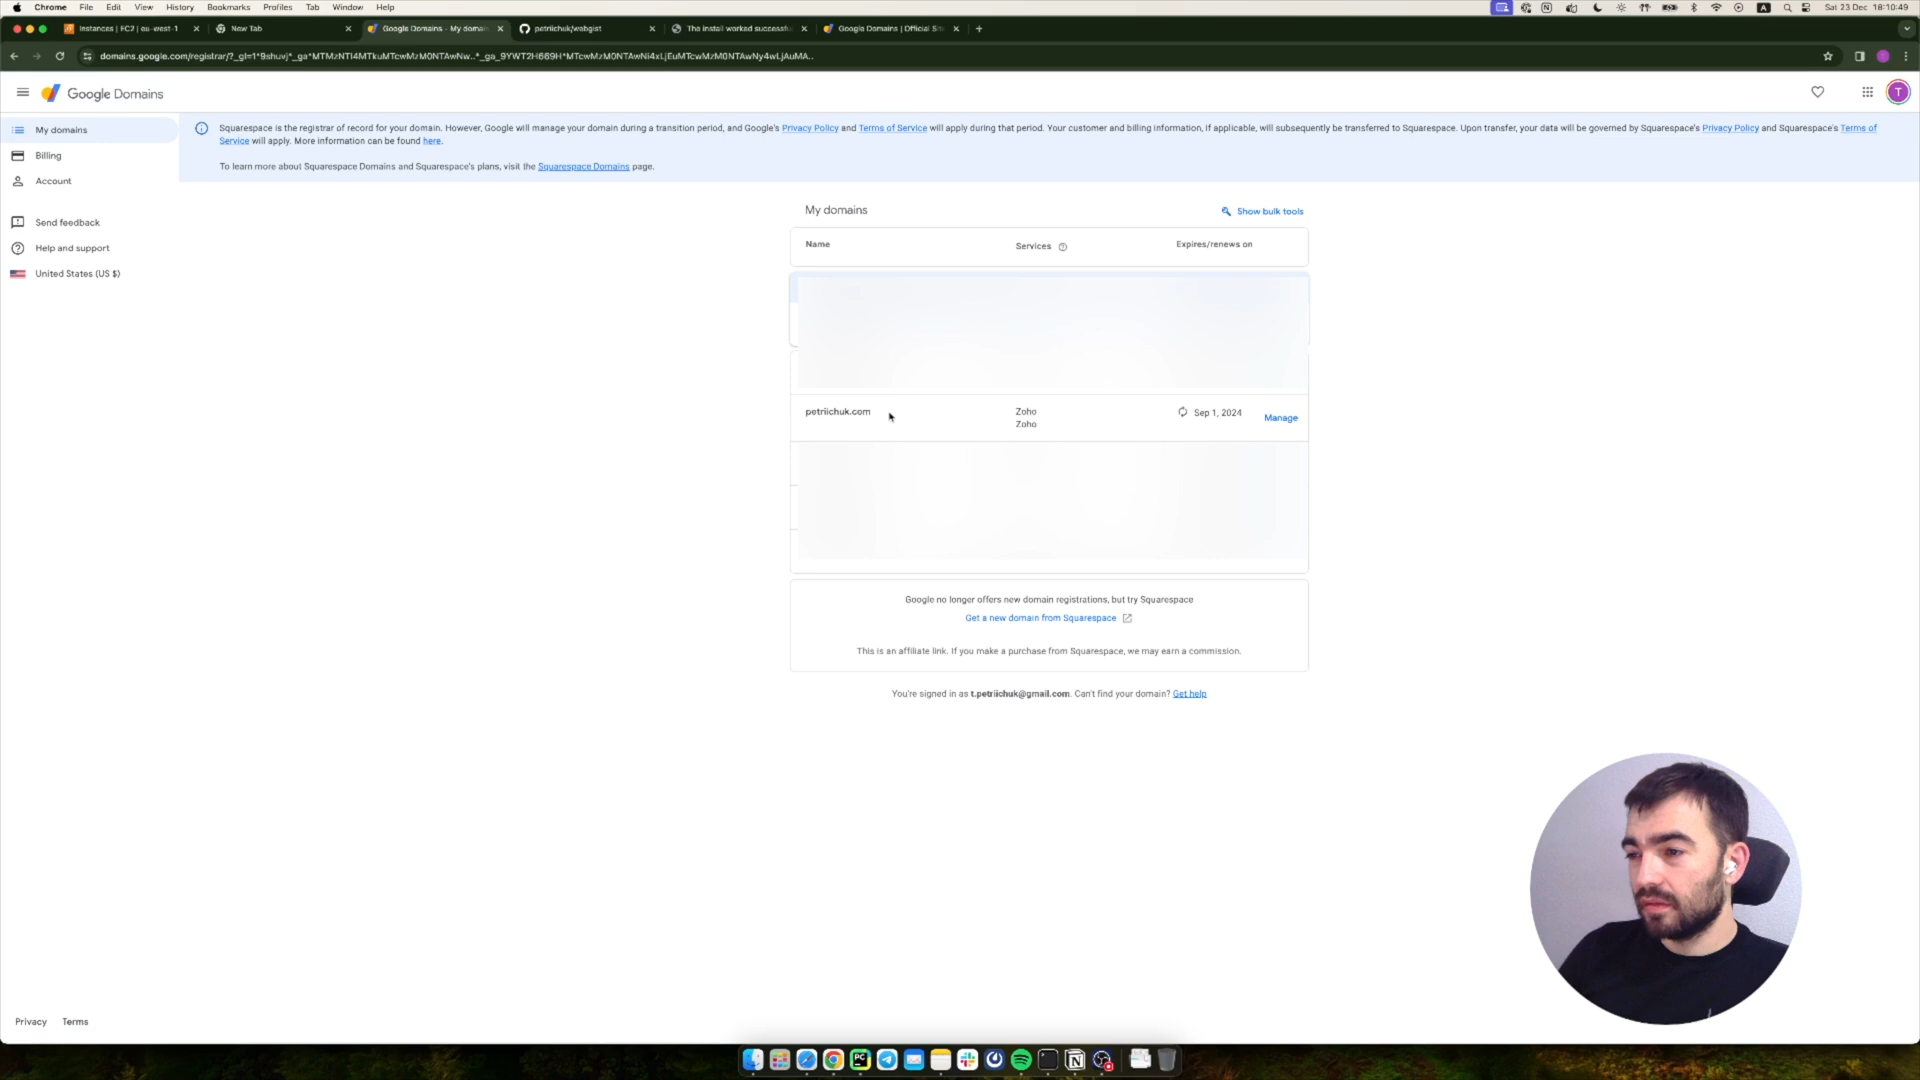 Chrome File Edit View History Bookmarks Profiles Tab Window Help
A
Sat 23 Dec 18:10:49
Instances | EC2 | eu-west-1
New Tab
Google Domains - My domain
petriichuk/webgist
The install worked successfu
Google Domains | Official Si
Google Domains
T
My domains
Billing
Account
Send feedback
Help and support
United States (US $)
Squarespace is the registrar of record for your domain. However, Google will manage your domain during a transition period, and Google's Privacy Policy and Terms of Service will apply during that period. Your customer and billing information, if applicable, will subsequently be transferred to Squarespace. Upon transfer, your data will be governed by Squarespace's Privacy Policy and Squarespace's Terms of
Service will apply. More information can be found here.
To learn more about Squarespace Domains and Squarespace's plans, visit the Squarespace Domains page.
My domains
Show bulk tools
Name Services Expires/renews on
petriichuk.com Zoho Sep 1, 2024 Manage
Zoho
Google no longer offers new domain registrations, but try Squarespace
Get a new domain from Squarespace
This is an affiliate link. If you make a purchase from Squarespace, we may earn a commission.
You're signed in as t.petriichuk@gmail.com. Can't find your domain? Get help
Privacy Terms
PC